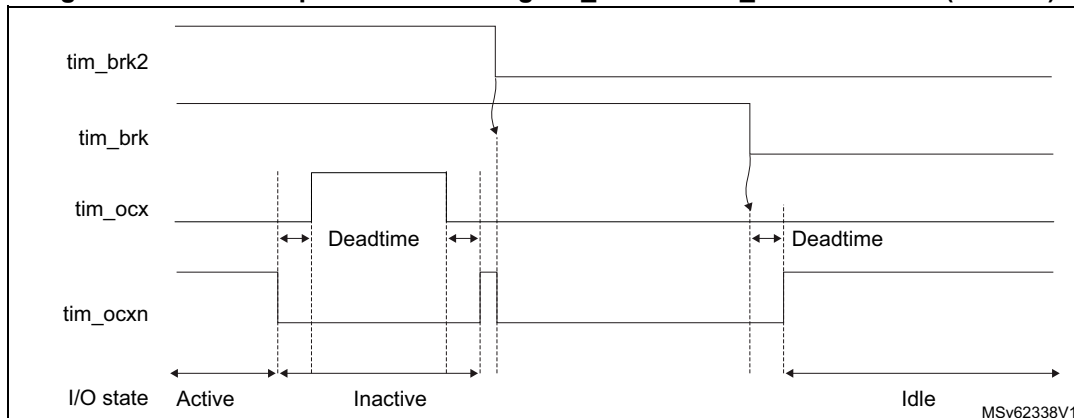 tim_brk2
tim_brk
tim_ocx
Deadtime
Deadtime
tim_ocxn
I/O state
Active
Inactive
Idle
MSv62338V1